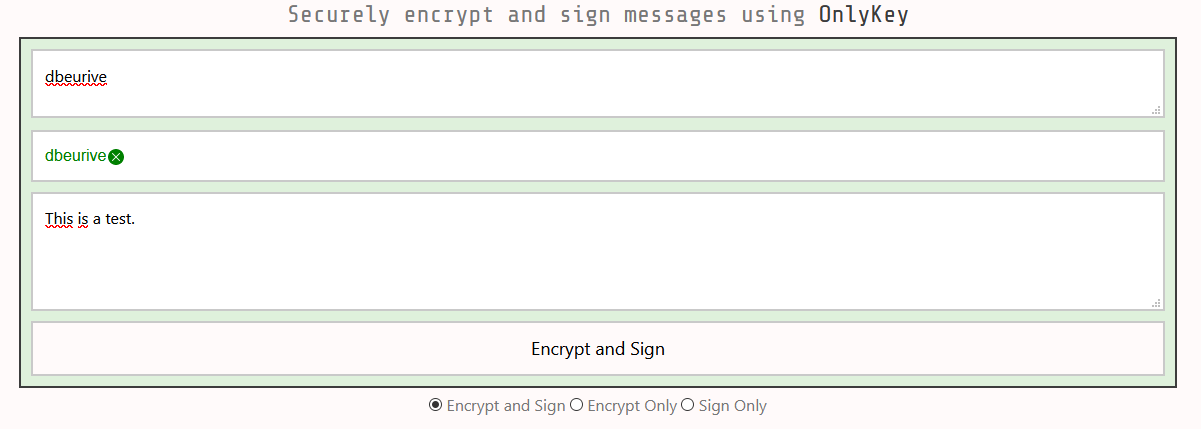 Securely encrypt and sign messages using OnlyKey
dbeurive
dbeurive
This is a test.
Encrypt and Sign
Encrypt and Sign Encrypt Only Sign Only